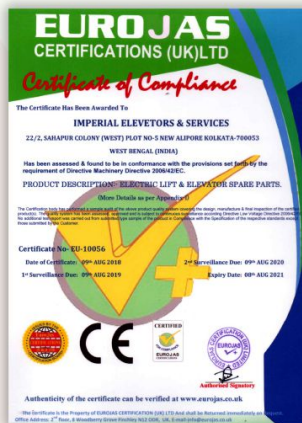 EUROJAS
CERTIFICATIONS (UK)LTD
Certificate of Compliance
The Certificate Has Been Awarded To
IMPERIAL ELEVETORS & SERVICES
22/2, SAHAPUR COLONY (WEST) PLOT NO-5 NEW ALIPORE KOLKATA-700053
WEST BENGAL (INDIA)
Has been assessed & found to be in conformance with the provisions set forth by the
requirement of Directive Machinary Directive 2006/42/EC.
PRODUCT DESCRIPTION - ELECTRIC LIFT & ELEVATOR SPARE PARTS.
(More Details as per Appendix-I)
Certificate No- EU-10056
Date of Certificate: 09th AUG 2018 2nd Surveillance Due: 09th AUG 2020
1st Surveillance Due: 09th AUG 2019 Expiry Date: 08th AUG 2021
CE
CERTIFIED
EUROJAS
EUROJAS
Authorised Signatory
Authenticity of the certificate can be verified at www.eurojas.co.uk